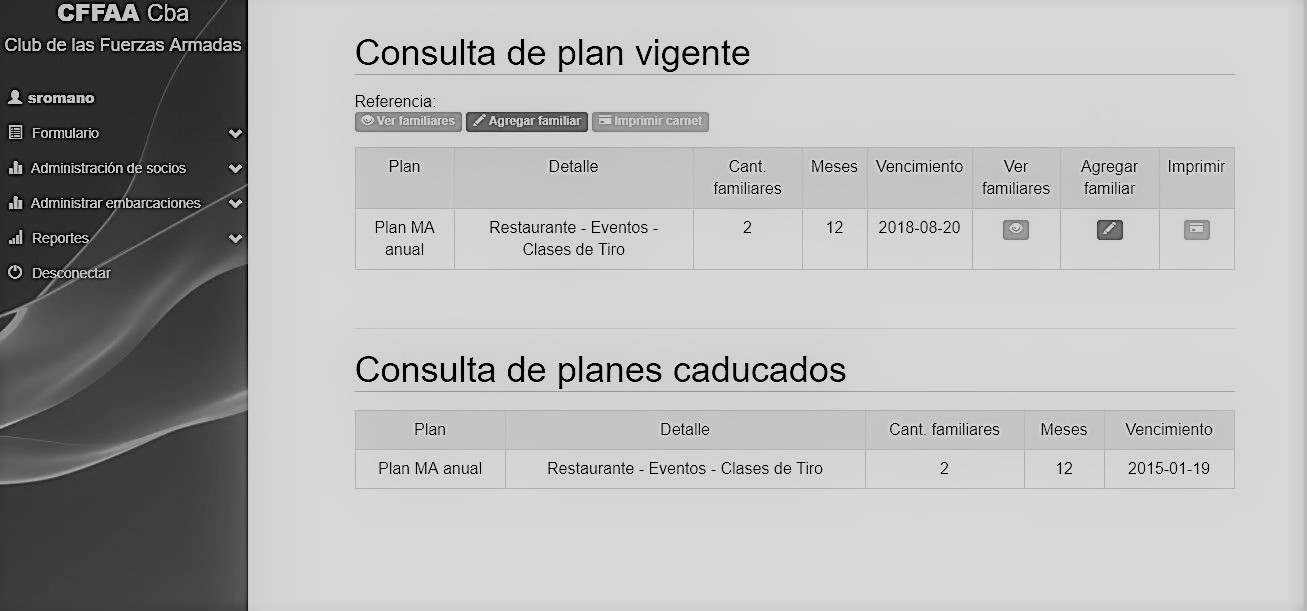 CFFAA Cba
Club de las Fuerzas Armadas
sromano
Formulario
Administración de socios
Administrar embarcaciones
Reportes
Desconectar
Consulta de plan vigente
Referencia:
Ver familiares Agregar familiar Imprimir carnet
Plan Detalle Cant. familiares Meses Vencimiento Ver familiares Agregar familiar Imprimir
Plan MA anual Restaurante - Eventos - Clases de Tiro 2 12 2018-08-20
Consulta de planes caducados
Plan Detalle Cant. familiares Meses Vencimiento
Plan MA anual Restaurante - Eventos - Clases de Tiro 2 12 2015-01-19